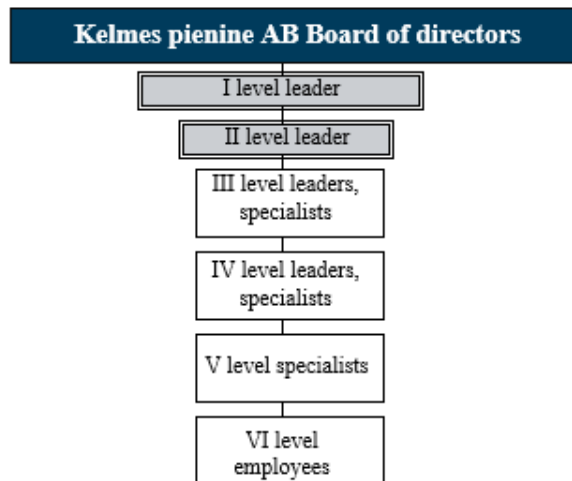 Kelmes pienine AB Board of directors
I level leader
II level leader
III level leaders,
specialists
IV level leaders,
specialists
V level specialists
VI level
employees